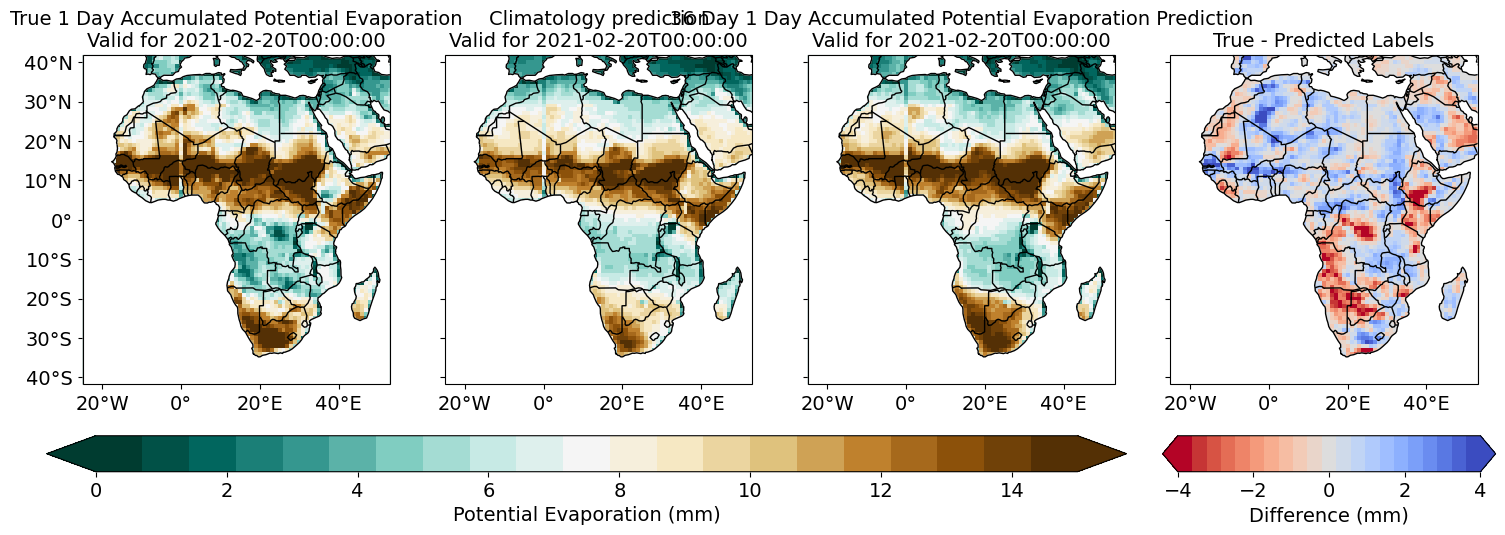 True 1 Day Accumulated Potential Evaporation
Valid for 2021-02-20T00:00:00
Climatology prediction
Valid for 2021-02-20T00:00:00
36 Day 1 Day Accumulated Potential Evaporation Prediction
Valid for 2021-02-20T00:00:00
True - Predicted Labels
40°N
30°N
20°N
10°N
0°
10°S
20°S
30°S
40°S
20°W 0° 20°E 40°E
20°W 0° 20°E 40°E
20°W 0° 20°E 40°E
20°W 0° 20°E 40°E
0 2 4 6 8 10 12 14
Potential Evaporation (mm)
−4 −2 0 2 4
Difference (mm)